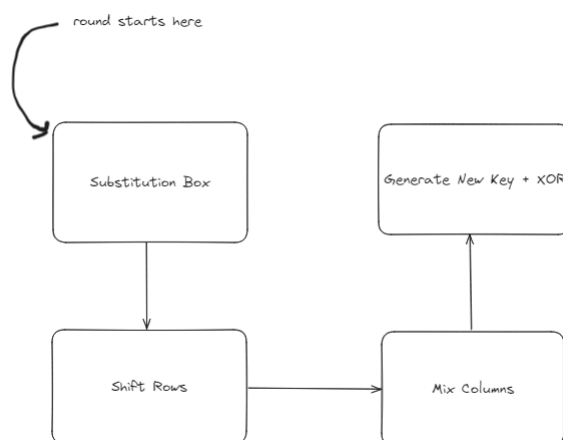 round starts here
Substitution Box
Generate New Key + XOR
Shift Rows
Mix Columns